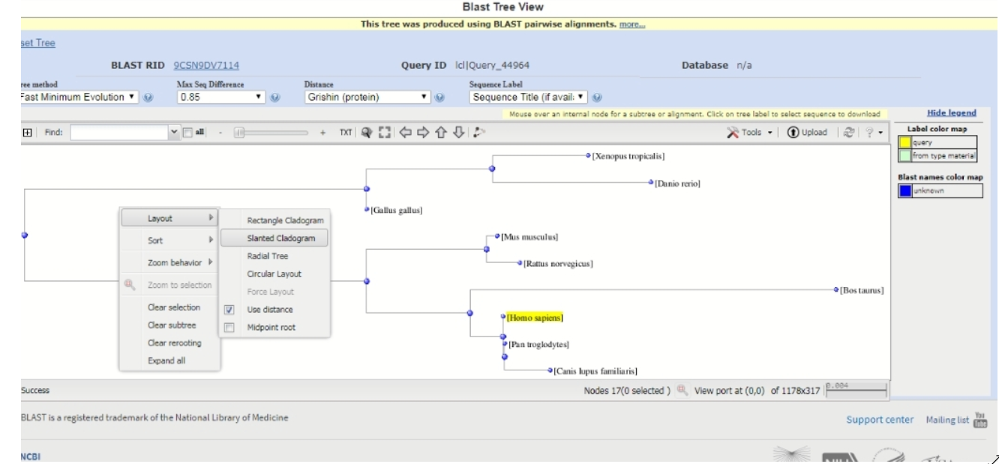 Blast Tree View
This tree was produced using BLAST pairwise alignments. more...
set Tree
BLAST RID 9CSN9DV7114 Query ID lcl|Query_44964 Database n/a
ree method Max Seq Difference Distance Sequence Label
Fast Minimum Evolution 0.85 Grishin (protein) Sequence Title (if avail:
Mouse over an internal node for a subtree or alignment. Click on tree label to select sequence to download
Hide legend
Find: all - + TXT Tools Upload ?
Label color map
query
from type material
Blast names color map
unknown
[Xenopus tropicalis]
[Danio rerio]
[Gallus gallus]
[Mus musculus]
[Rattus norvegicus]
[Bos taurus]
[Homo sapiens]
[Pan troglodytes]
[Canis lupus familiaris]
Layout
Sort
Zoom behavior
Zoom to selection
Clear selection
Clear subtree
Clear rerooting
Expand all
Rectangle Cladogram
Slanted Cladogram
Radial Tree
Circular Layout
Force Layout
Use distance
Midpoint root
Success Nodes 17(0 selected ) View port at (0,0) of 1178x317 0.004
BLAST is a registered trademark of the National Library of Medicine
Support center Mailing list You Tube
NCBI